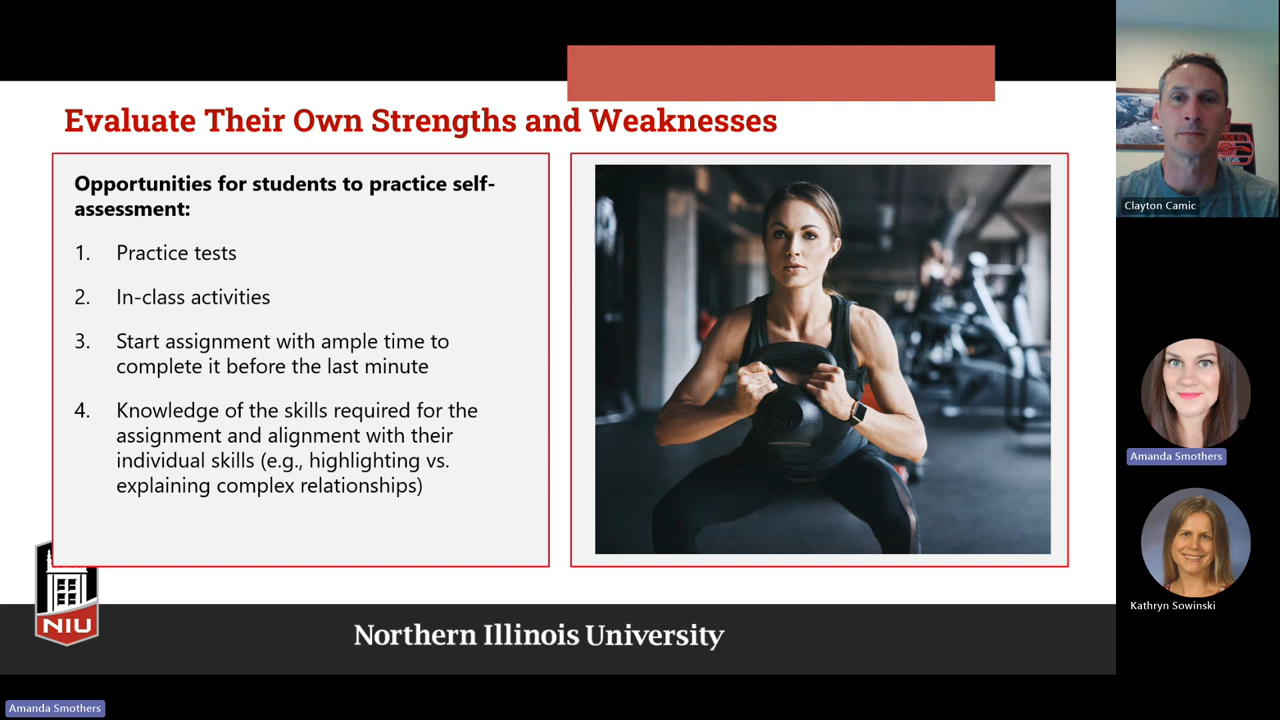 Evaluate Their Own Strengths and Weaknesses
Opportunities for students to practice self-
assessment:
1. Practice tests
2. In-class activities
3. Start assignment with ample time to
complete it before the last minute
4. Knowledge of the skills required for the
assignment and alignment with their
individual skills (e.g., highlighting vs.
explaining complex relationships)
NIU
Northern Illinois University
Clayton Camic
Amanda Smothers
Kathryn Sowinski
Amanda Smothers